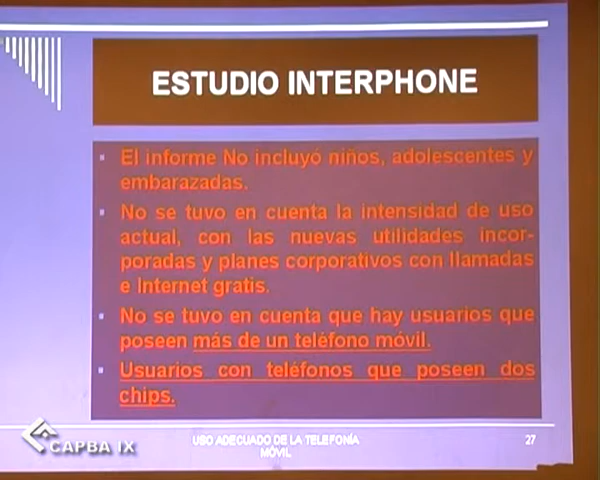 ESTUDIO INTERPHONE
▪ El informe No incluyó niños, adolescentes y
embarazadas.
▪ No se tuvo en cuenta la intensidad de uso
actual, con las nuevas utilidades incor-
poradas y planes corporativos con llamadas
e Internet gratis.
▪ No se tuvo en cuenta que hay usuarios que
poseen más de un teléfono móvil.
▪ Usuarios con teléfonos que poseen dos
chips.
CAPBA IX
USO ADECUADO DE LA TELEFONÍA
MÓVIL
27